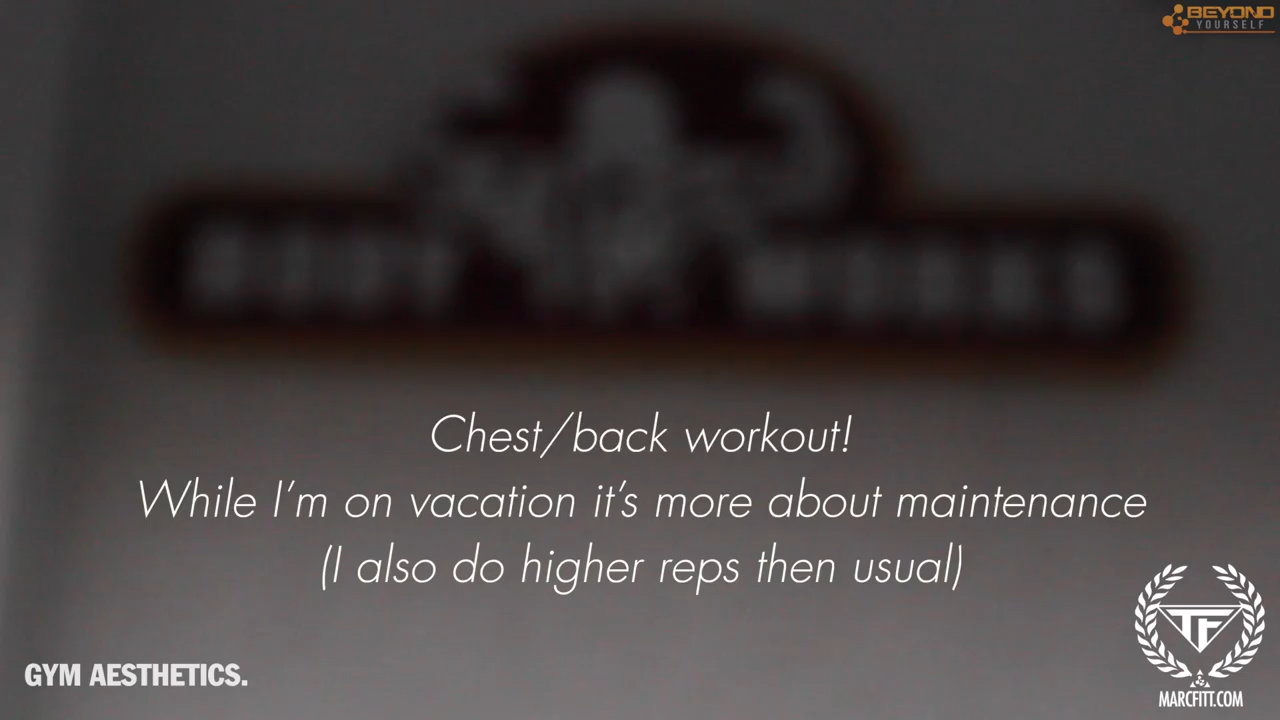 BEYOND
YOURSELF
Chest/back workout!
While I'm on vacation it's more about maintenance
(I also do higher reps then usual)
GYM AESTHETICS.
TF
MARCFITT.COM